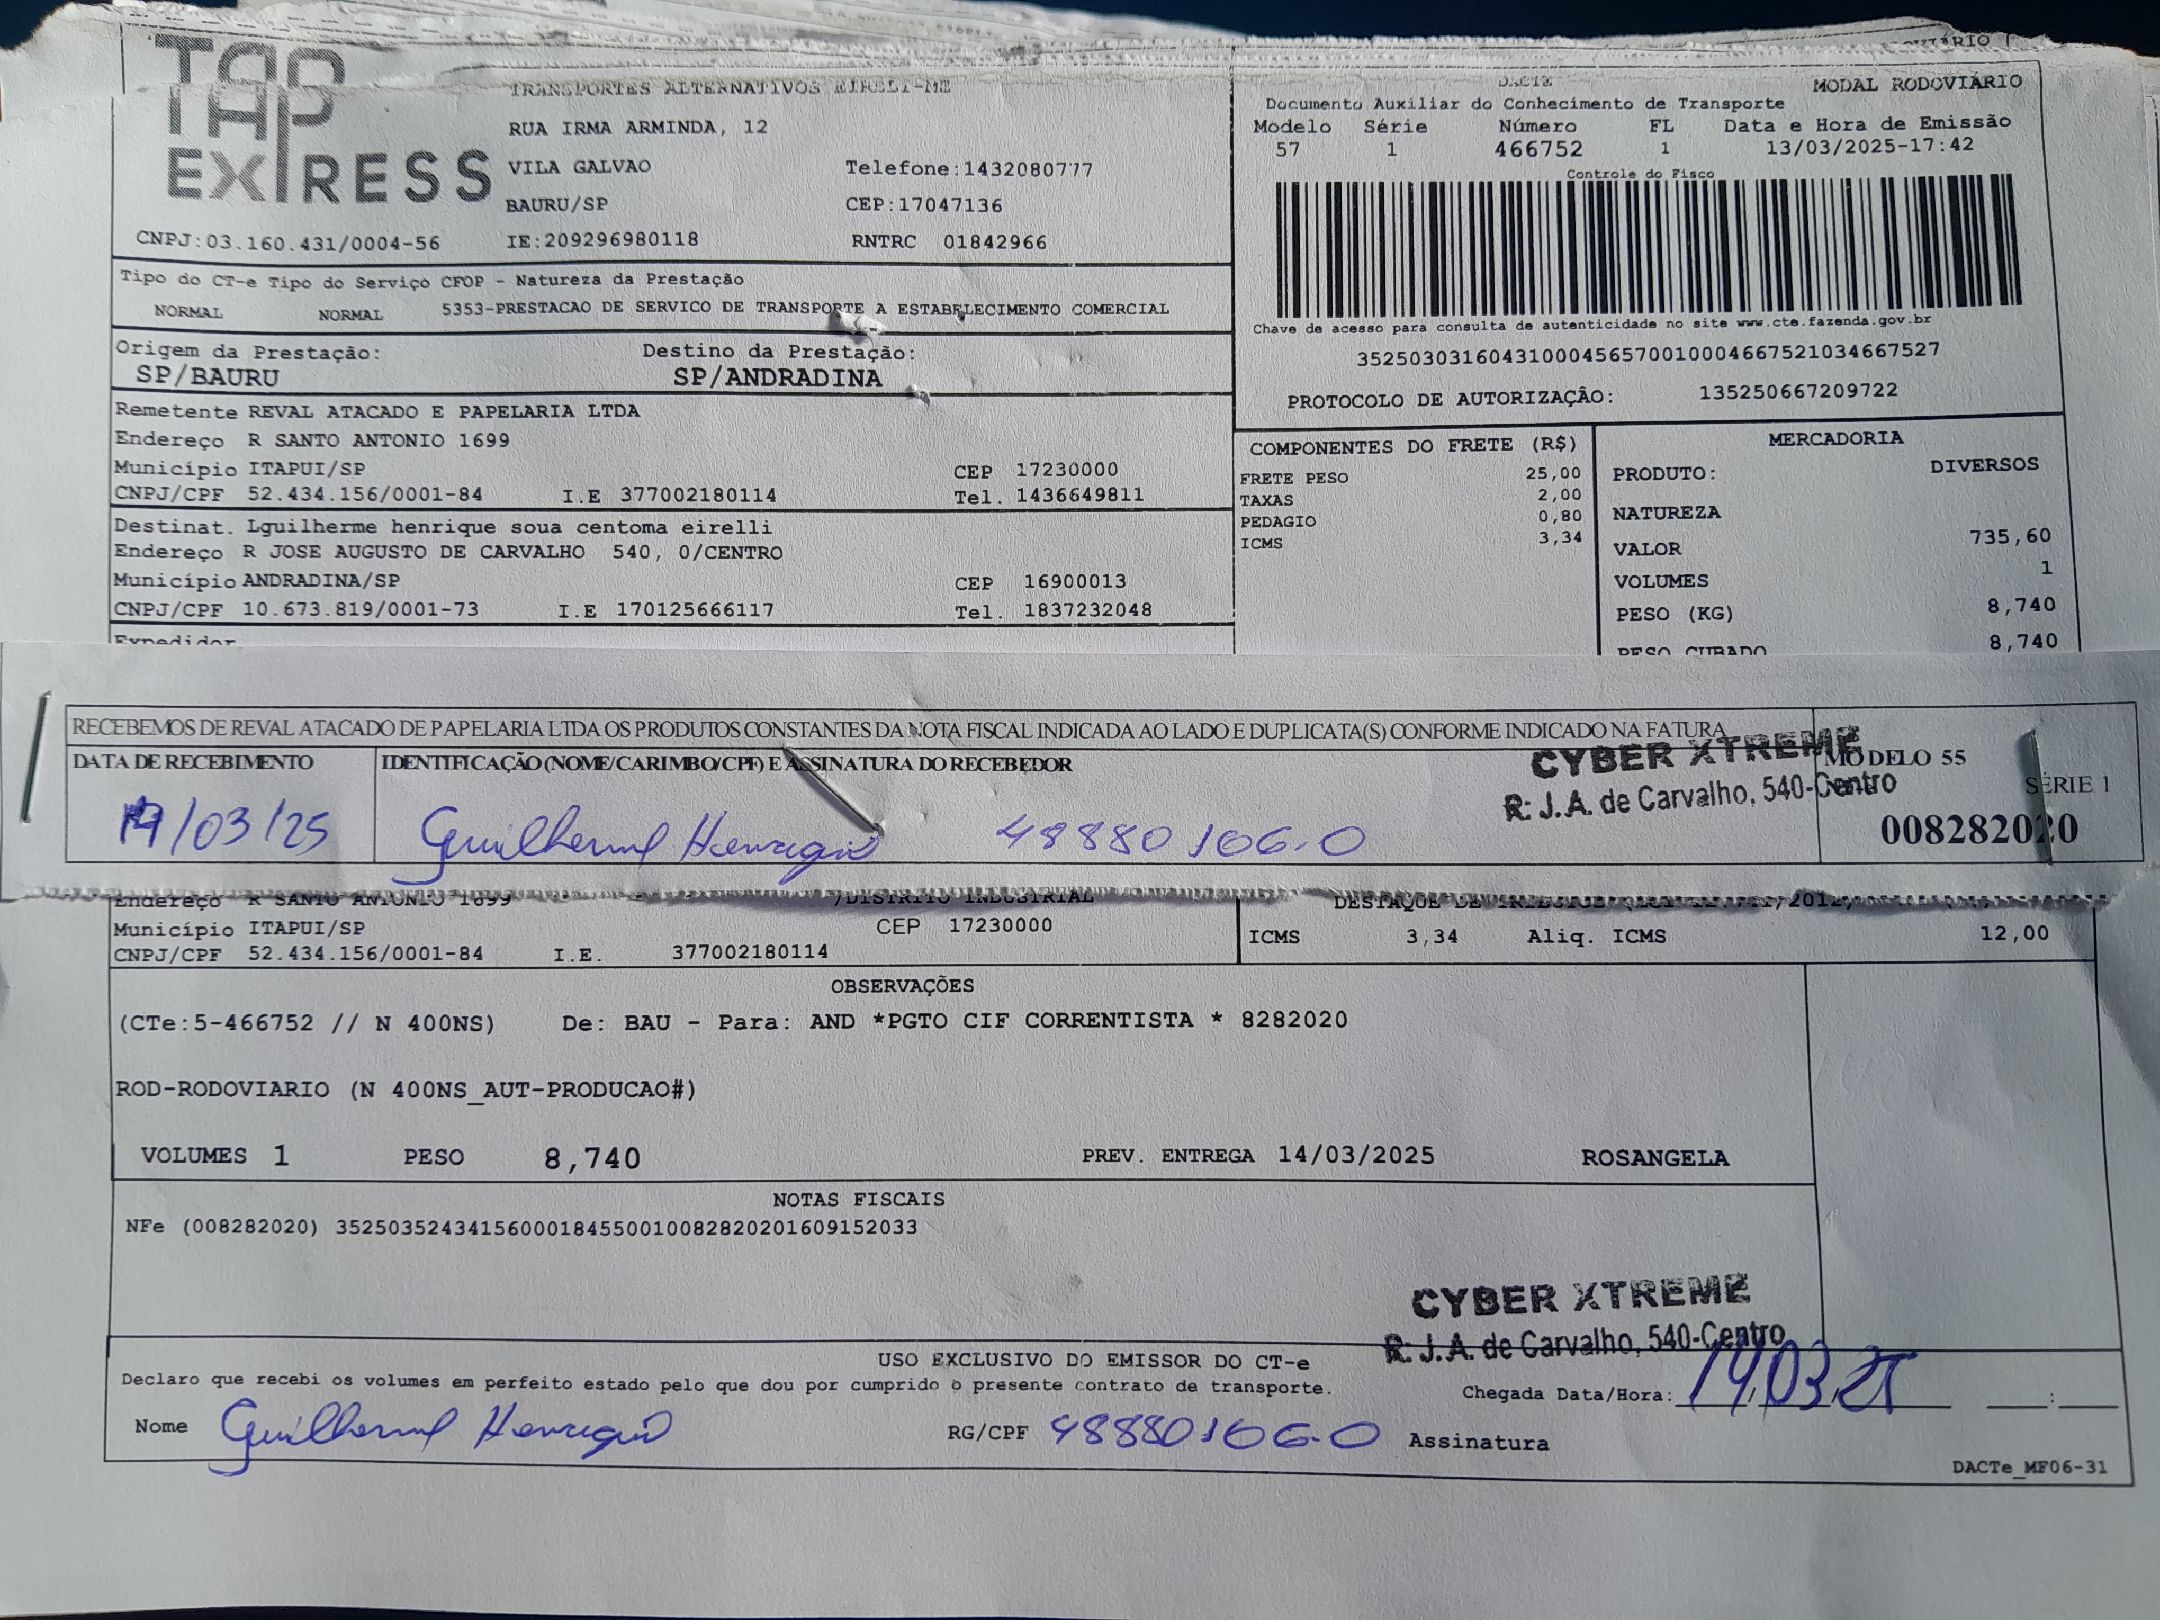 TAP
EXPRESS
TRANSPORTES ALTERNATIVOS EIRELI-ME
RUA IRMA ARMINDA, 12
VILA GALVAO Telefone:1432080777
BAURU/SP CEP:17047136
CNPJ:03.160.431/0004-56 IE:209296980118 RNTRC 01842966
DACTE MODAL RODOVIÁRIO
Documento Auxiliar do Conhecimento de Transporte
Modelo Série Número FL Data e Hora de Emissão
57 1 466752 1 13/03/2025-17:42
Controle do Fisco
Chave de acesso para consulta de autenticidade no site www.cte.fazenda.gov.br
35250303160431000456570010004667521034667527
PROTOCOLO DE AUTORIZAÇÃO: 135250667209722
Tipo do CT-e Tipo do Serviço CFOP - Natureza da Prestação
NORMAL NORMAL 5353-PRESTACAO DE SERVICO DE TRANSPORTE A ESTABELECIMENTO COMERCIAL
Origem da Prestação: Destino da Prestação:
SP/BAURU SP/ANDRADINA
Remetente REVAL ATACADO E PAPELARIA LTDA
Endereço R SANTO ANTONIO 1699
Município ITAPUI/SP CEP 17230000
CNPJ/CPF 52.434.156/0001-84 I.E 377002180114 Tel. 1436649811
Destinat. Lguilherme henrique soua centoma eirelli
Endereço R JOSE AUGUSTO DE CARVALHO 540, 0/CENTRO
Município ANDRADINA/SP CEP 16900013
CNPJ/CPF 10.673.819/0001-73 I.E 170125666117 Tel. 1837232048
Expedidor
COMPONENTES DO FRETE (R$)
FRETE PESO 25,00
TAXAS 2,00
PEDAGIO 0,80
ICMS 3,34
MERCADORIA
PRODUTO: DIVERSOS
NATUREZA
VALOR 735,60
VOLUMES 1
PESO (KG) 8,740
PESO CUBADO 8,740
RECEBEMOS DE REVAL ATACADO DE PAPELARIA LTDA OS PRODUTOS CONSTANTES DA NOTA FISCAL INDICADA AO LADO E DUPLICATA(S) CONFORME INDICADO NA FATURA
DATA DE RECEBIMENTO IDENTIFICAÇÃO (NOME/CARIMBO/CPF) E ASSINATURA DO RECEBEDOR
CYBER XTREME
R: J.A. de Carvalho, 540-Centro
MODELO 55 SÉRIE 1
008282020
14/03/25 Guilherme Henrique 48880106-0
Endereço R SANTO ANTONIO 1699 /DISTRITO INDUSTRIAL
Município ITAPUI/SP CEP 17230000
CNPJ/CPF 52.434.156/0001-84 I.E. 377002180114
ICMS 3,34 Aliq. ICMS 12,00
OBSERVAÇÕES
(CTe:5-466752 // N 400NS) De: BAU - Para: AND *PGTO CIF CORRENTISTA * 8282020
ROD-RODOVIARIO (N 400NS_AUT-PRODUCAO#)
VOLUMES 1 PESO 8,740 PREV. ENTREGA 14/03/2025 ROSANGELA
NOTAS FISCAIS
NFe (008282020) 35250352434156000184550010082820201609152033
CYBER XTREME
R: J.A. de Carvalho, 540-Centro
USO EXCLUSIVO DO EMISSOR DO CT-e
Declaro que recebi os volumes em perfeito estado pelo que dou por cumprido o presente contrato de transporte.
Chegada Data/Hora: 14/03/25 :
Nome Guilherme Henrique RG/CPF 48880106-0 Assinatura
DACTe_MF06-31